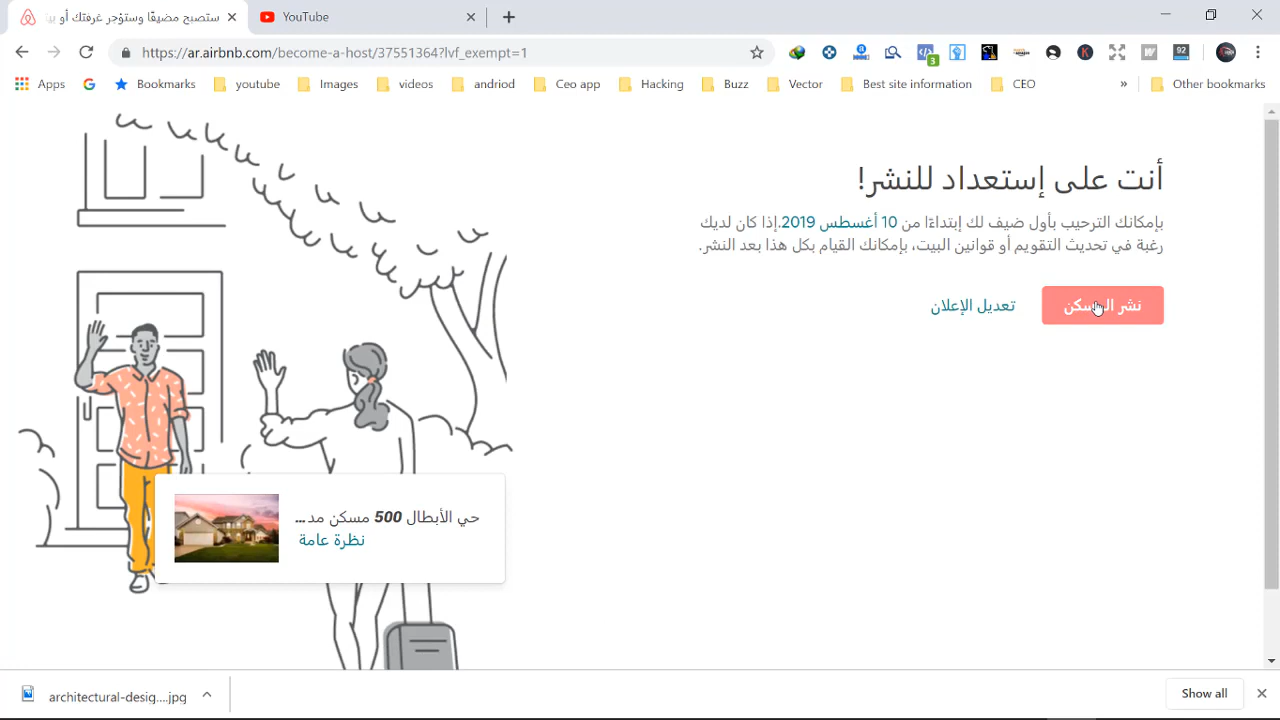 ستصبح مضيفًا وستؤجر غرفتك أو
YouTube
https://ar.airbnb.com/become-a-host/37551364?lvf_exempt=1
3
92
Apps
Bookmarks
youtube
Images
videos
andriod
Ceo app
Hacking
Buzz
Vector
Best site information
CEO
»
Other bookmarks
أنت على إستعداد للنشر!
بإمكانك الترحيب بأول ضيف لك إبتداءًا من 10 أغسطس 2019.إذا كان لديك
رغبة في تحديث التقويم أو قوانين البيت، بإمكانك القيام بكل هذا بعد النشر.
نشر المسكن
تعديل الإعلان
حي الأبطال 500 مسكن مد...
نظرة عامة
architectural-desig....jpg
Show all